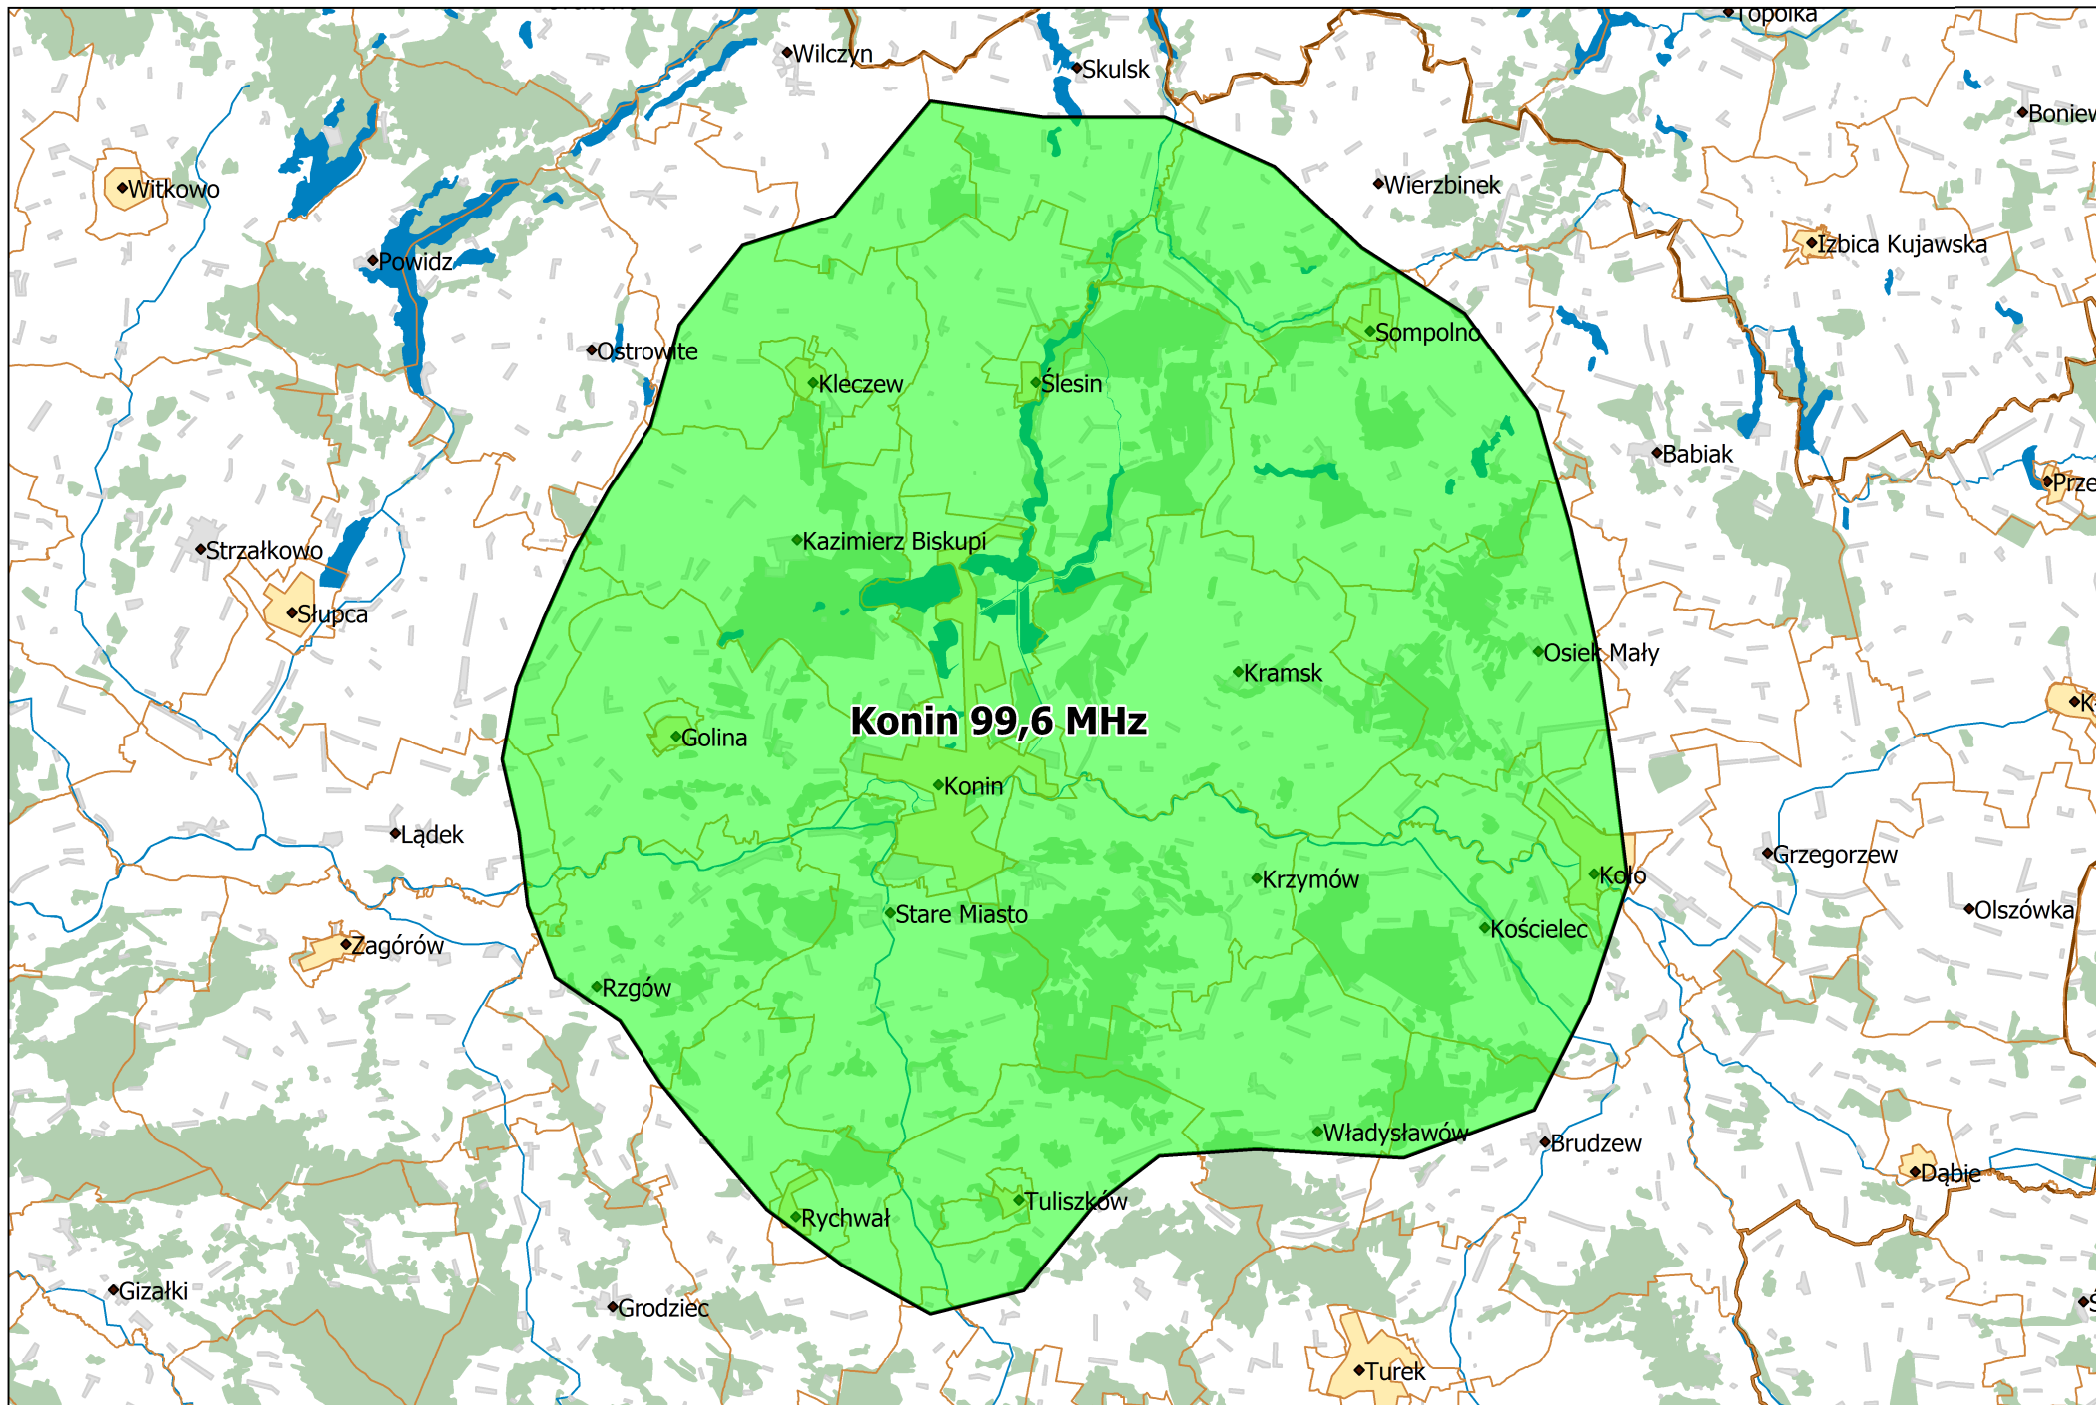 Topólka
Wilczyn
Skulsk
Boniew
Wierzbinek
Witkowo
Izbica Kujawska
Powidz
Sompolno
Ostrowite
Kleczew
Ślesin
Babiak
Prze
Kazimierz Biskupi
Strzałkowo
Słupca
Osiek Mały
Kramsk
K
Konin 99,6 MHz
Golina
Konin
Lądek
Grzegorzew
Koło
Krzymów
Olszówka
Stare Miasto
Kościelec
Zagórów
Rzgów
Władysławów
Brudzew
Dąbie
Tuliszków
Rychwał
Gizałki
Ś
Grodziec
Turek